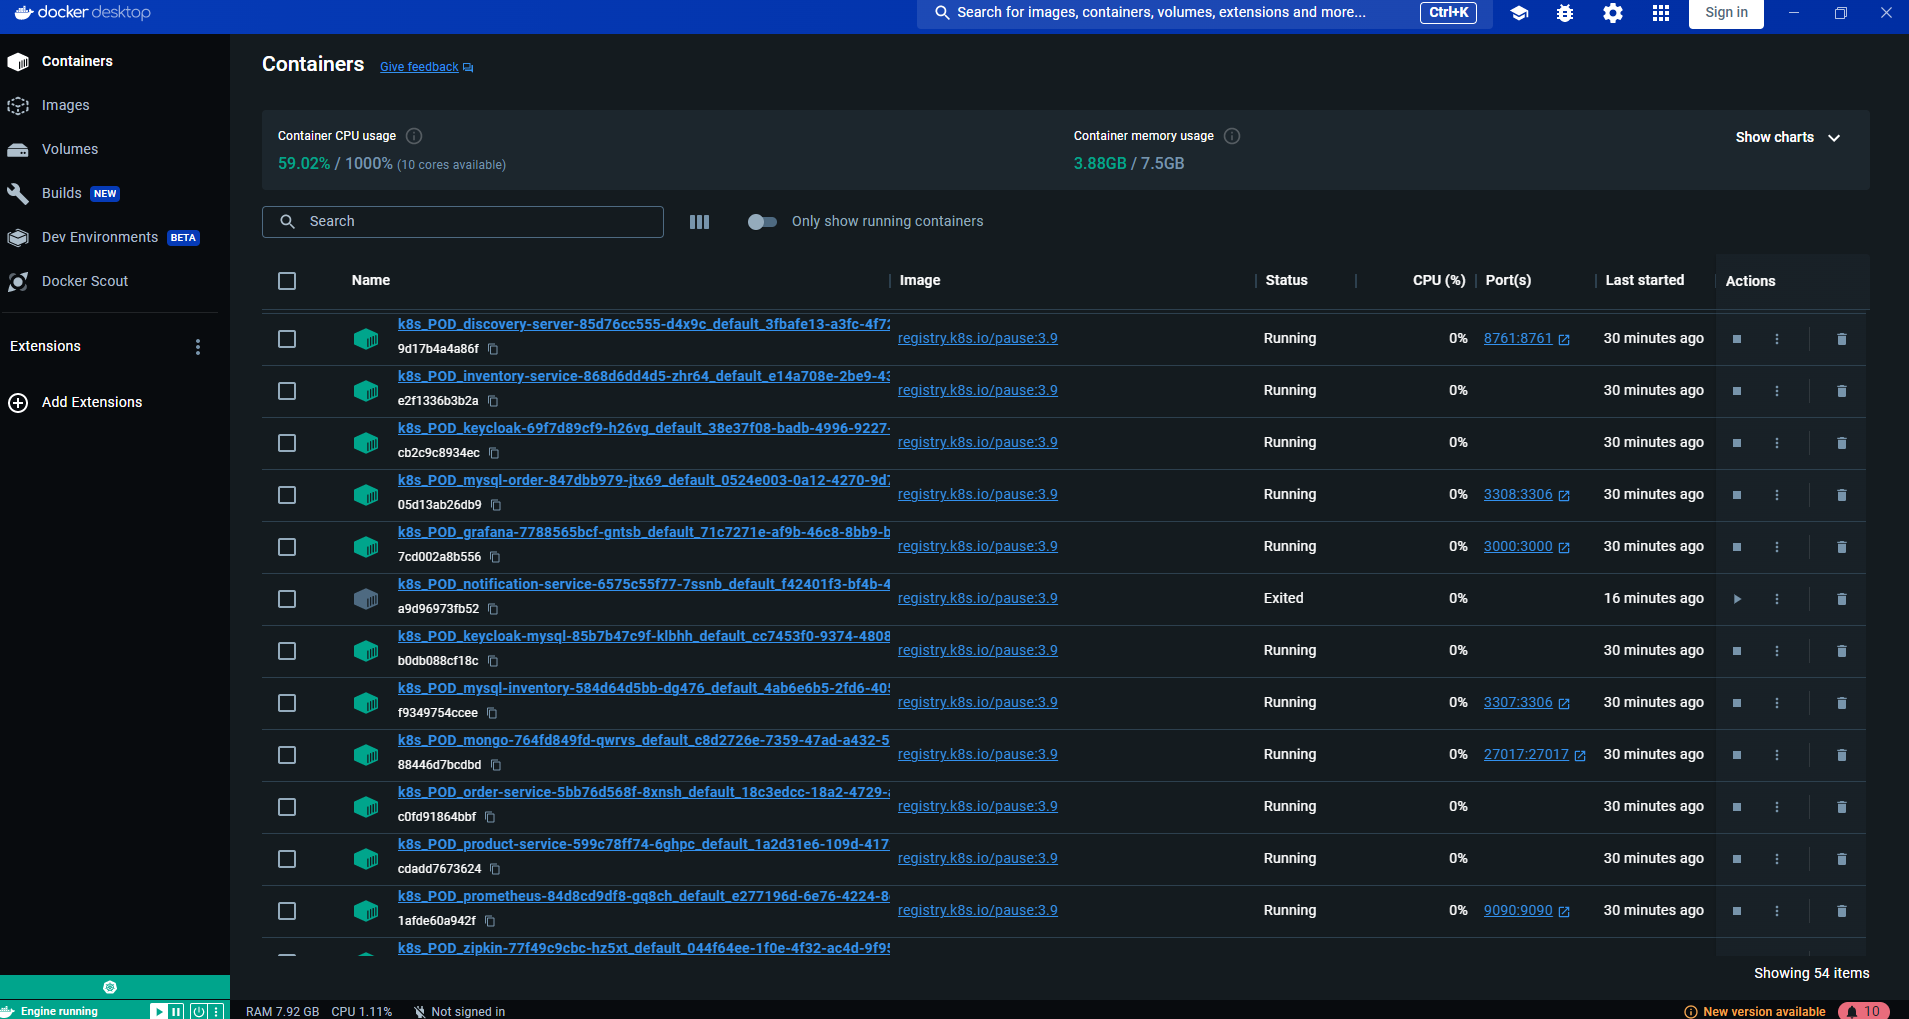 docker desktop
Search for images, containers, volumes, extensions and more...
Ctrl+K
Sign in
Containers
Images
Volumes
Builds NEW
Dev Environments BETA
Docker Scout
Extensions
Add Extensions
Containers Give feedback
Container CPU usage
59.02% / 1000% (10 cores available)
Container memory usage
3.88GB / 7.5GB
Show charts
Search
Only show running containers
Name Image Status CPU (%) Port(s) Last started Actions
k8s_POD_discovery-server-85d76cc555-d4x9c_default_3fbafe13-a3fc-4f72
9d17b4a4a86f
registry.k8s.io/pause:3.9 Running 0% 8761:8761 30 minutes ago
k8s_POD_inventory-service-868d6dd4d5-zhr64_default_e14a708e-2be9-43
e2f1336b3b2a
registry.k8s.io/pause:3.9 Running 0% 30 minutes ago
k8s_POD_keycloak-69f7d89cf9-h26vg_default_38e37f08-badb-4996-9227-
cb2c9c8934ec
registry.k8s.io/pause:3.9 Running 0% 30 minutes ago
k8s_POD_mysql-order-847dbb979-jtx69_default_0524e003-0a12-4270-9d7
05d13ab26db9
registry.k8s.io/pause:3.9 Running 0% 3308:3306 30 minutes ago
k8s_POD_grafana-7788565bcf-gntsb_default_71c7271e-af9b-46c8-8bb9-b
7cd002a8b556
registry.k8s.io/pause:3.9 Running 0% 3000:3000 30 minutes ago
k8s_POD_notification-service-6575c55f77-7ssnb_default_f42401f3-bf4b-4
a9d96973fb52
registry.k8s.io/pause:3.9 Exited 0% 16 minutes ago
k8s_POD_keycloak-mysql-85b7b47c9f-klbhh_default_cc7453f0-9374-4808
b0db088cf18c
registry.k8s.io/pause:3.9 Running 0% 30 minutes ago
k8s_POD_mysql-inventory-584d64d5bb-dg476_default_4ab6e6b5-2fd6-405
f9349754ccee
registry.k8s.io/pause:3.9 Running 0% 3307:3306 30 minutes ago
k8s_POD_mongo-764fd849fd-qwrvs_default_c8d2726e-7359-47ad-a432-5
88446d7bcdbd
registry.k8s.io/pause:3.9 Running 0% 27017:27017 30 minutes ago
k8s_POD_order-service-5bb76d568f-8xnsh_default_18c3edcc-18a2-4729-a
c0fd91864bbf
registry.k8s.io/pause:3.9 Running 0% 30 minutes ago
k8s_POD_product-service-599c78ff74-6ghpc_default_1a2d31e6-109d-417
cdadd7673624
registry.k8s.io/pause:3.9 Running 0% 30 minutes ago
k8s_POD_prometheus-84d8cd9df8-gq8ch_default_e277196d-6e76-4224-8
1afde60a942f
registry.k8s.io/pause:3.9 Running 0% 9090:9090 30 minutes ago
k8s_POD_zipkin-77f49c9cbc-hz5xt_default_044f64ee-1f0e-4f32-ac4d-9f95
Showing 54 items
Engine running
RAM 7.92 GB CPU 1.11% Not signed in
New version available
10